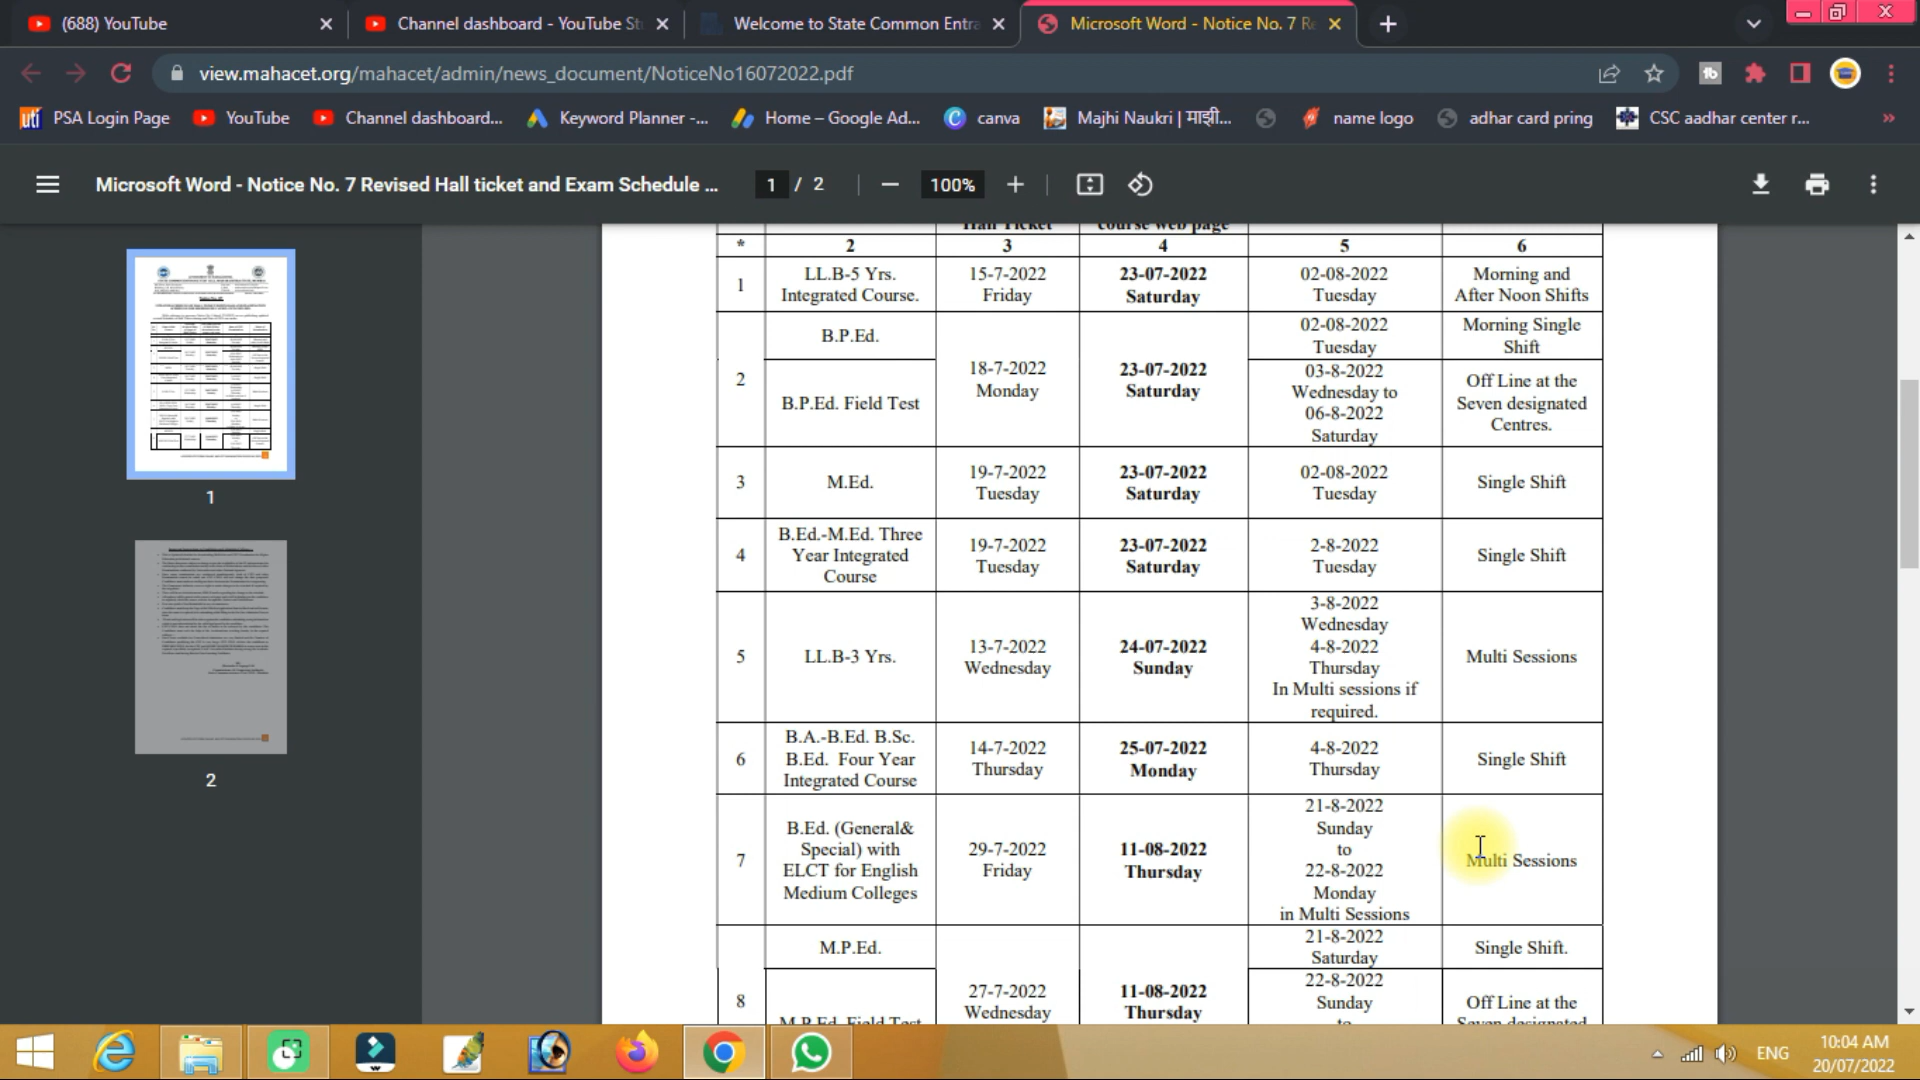 (688) YouTube
Channel dashboard - YouTube St
Welcome to State Common Entra
Microsoft Word - Notice No. 7 Re
view.mahacet.org/mahacet/admin/news_document/NoticeNo16072022.pdf
uti PSA Login Page
YouTube
Channel dashboard...
Keyword Planner -...
Home – Google Ad...
canva
Majhi Naukri | माझी...
name logo
adhar card pring
CSC aadhar center r...
»
Microsoft Word - Notice No. 7 Revised Hall ticket and Exam Schedule ...
1 / 2
100%
Hall Ticket
course web page
* 2 3 4 5 6
1
LL.B-5 Yrs.
Integrated Course.
15-7-2022
Friday
23-07-2022
Saturday
02-08-2022
Tuesday
Morning and
After Noon Shifts
2
B.P.Ed.
18-7-2022
Monday
23-07-2022
Saturday
02-08-2022
Tuesday
Morning Single
Shift
B.P.Ed. Field Test
03-8-2022
Wednesday to
06-8-2022
Saturday
Off Line at the
Seven designated
Centres.
3
M.Ed.
19-7-2022
Tuesday
23-07-2022
Saturday
02-08-2022
Tuesday
Single Shift
4
B.Ed.-M.Ed. Three
Year Integrated
Course
19-7-2022
Tuesday
23-07-2022
Saturday
2-8-2022
Tuesday
Single Shift
5
LL.B-3 Yrs.
13-7-2022
Wednesday
24-07-2022
Sunday
3-8-2022
Wednesday
4-8-2022
Thursday
In Multi sessions if
required.
Multi Sessions
6
B.A.-B.Ed. B.Sc.
B.Ed. Four Year
Integrated Course
14-7-2022
Thursday
25-07-2022
Monday
4-8-2022
Thursday
Single Shift
7
B.Ed. (General&
Special) with
ELCT for English
Medium Colleges
29-7-2022
Friday
11-08-2022
Thursday
21-8-2022
Sunday
to
22-8-2022
Monday
in Multi Sessions
Multi Sessions
8
M.P.Ed.
27-7-2022
Wednesday
11-08-2022
Thursday
21-8-2022
Saturday
Single Shift.
M.P.Ed. Field Test
22-8-2022
Sunday
to
Off Line at the
Seven designated
1
2
ENG
10:04 AM
20/07/2022